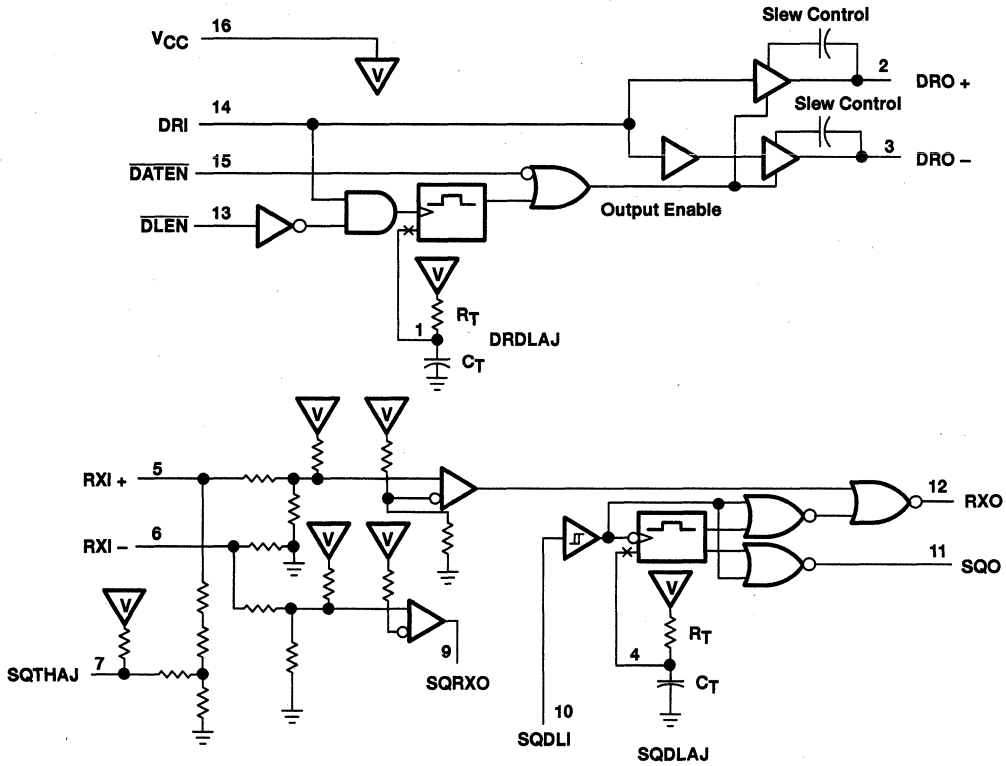 Slew Control
VCC 16
V
2 DRO +
14
DRI
Slew Control
3 DRO –
DATEN 15
DLEN 13
Output Enable
V
RT
1
DRDLAJ
CT
V V
RXI + 5
12 RXO
RXI – 6
V V
11 SQO
V
V
RT
SQTHAJ 7
9
SQRXO
4
CT
10
SQDLI
SQDLAJ